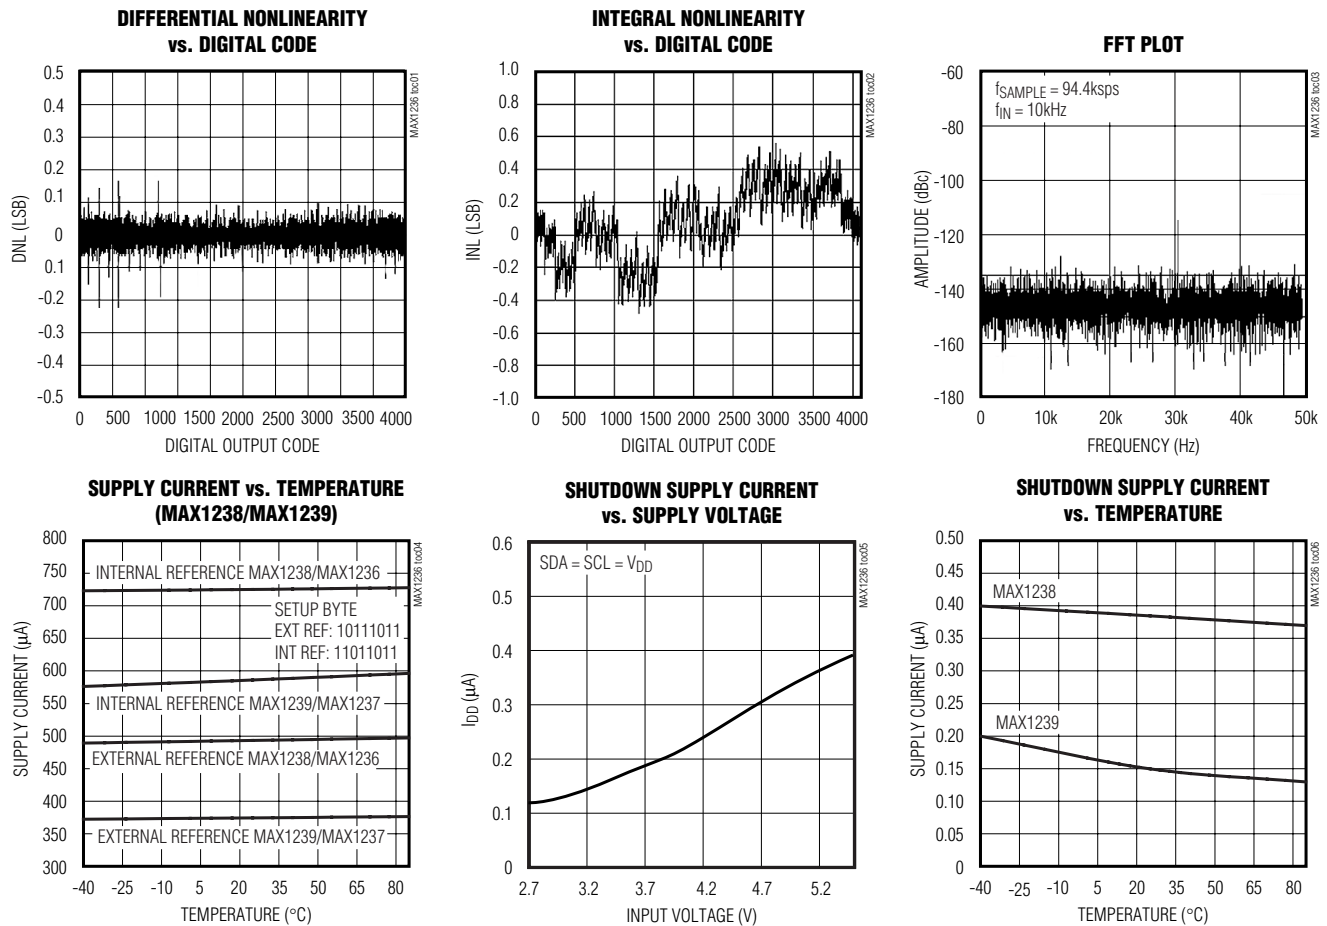 DIFFERENTIAL NONLINEARITY
vs. DIGITAL CODE
MAX1236 toc01
0.5
0.4
0.3
0.2
0.1
0
0.1
-0.2
-0.3
-0.4
-0.5
DNL (LSB)
0 500 1000 1500 2000 2500 3000 3500 4000
DIGITAL OUTPUT CODE
INTEGRAL NONLINEARITY
vs. DIGITAL CODE
MAX1236 toc02
1.0
0.8
0.6
0.4
0.2
0
-0.2
-0.4
-0.6
-0.8
-1.0
INL (LSB)
0 500 1000 1500 2000 2500 3000 3500 4000
DIGITAL OUTPUT CODE
FFT PLOT
MAX1236 toc03
fSAMPLE = 94.4ksps
fIN = 10kHz
-60
-80
-100
-120
-140
-160
-180
AMPLITUDE (dBc)
0 10k 20k 30k 40k 50k
FREQUENCY (Hz)
SUPPLY CURRENT vs. TEMPERATURE
(MAX1238/MAX1239)
MAX1236 toc04
800
750
700
650
600
550
500
450
400
350
300
SUPPLY CURRENT (µA)
INTERNAL REFERENCE MAX1238/MAX1236
SETUP BYTE
EXT REF: 10111011
INT REF: 11011011
INTERNAL REFERENCE MAX1239/MAX1237
EXTERNAL REFERENCE MAX1238/MAX1236
EXTERNAL REFERENCE MAX1239/MAX1237
-40 -25 -10 5 20 35 50 65 80
TEMPERATURE (°C)
SHUTDOWN SUPPLY CURRENT
vs. SUPPLY VOLTAGE
MAX1236 toc05
SDA = SCL = VDD
0.6
0.5
0.4
0.3
0.2
0.1
0
IDD (µA)
2.7 3.2 3.7 4.2 4.7 5.2
INPUT VOLTAGE (V)
SHUTDOWN SUPPLY CURRENT
vs. TEMPERATURE
MAX1236 toc06
0.50
0.45
0.40
0.35
0.30
0.25
0.20
0.15
0.10
0.05
0
SUPPLY CURRENT (µA)
MAX1238
MAX1239
-40 -25 -10 5 20 35 50 65 80
TEMPERATURE (°C)